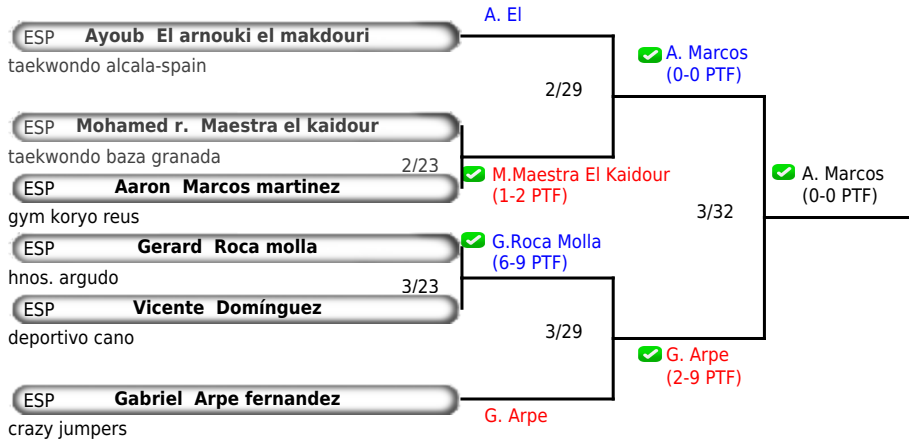 A. El
ESP Ayoub El arnouki el makdouri
taekwondo alcala-spain
2/29
A. Marcos
(0-0 PTF)
ESP Mohamed r. Maestra el kaidour
taekwondo baza granada
2/23
M.Maestra El Kaidour
(1-2 PTF)
ESP Aaron Marcos martinez
gym koryo reus
A. Marcos
(0-0 PTF)
3/32
ESP Gerard Roca molla
hnos. argudo
G.Roca Molla
(6-9 PTF)
3/23
ESP Vicente Domínguez
deportivo cano
3/29
G. Arpe
(2-9 PTF)
ESP Gabriel Arpe fernandez
crazy jumpers
G. Arpe